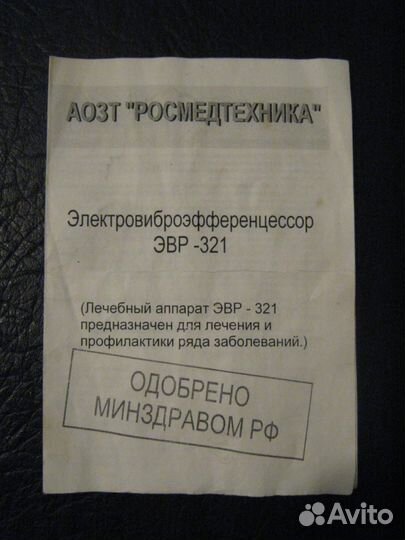 АОЗТ "РОСМЕДТЕХНИКА"
Электровиброэфференцессор
ЭВР -321
(Лечебный аппарат ЭВР - 321
предназначен для лечения и
профилактики ряда заболеваний.)
ОДОБРЕНО
МИНЗДРАВОМ РФ
Avito